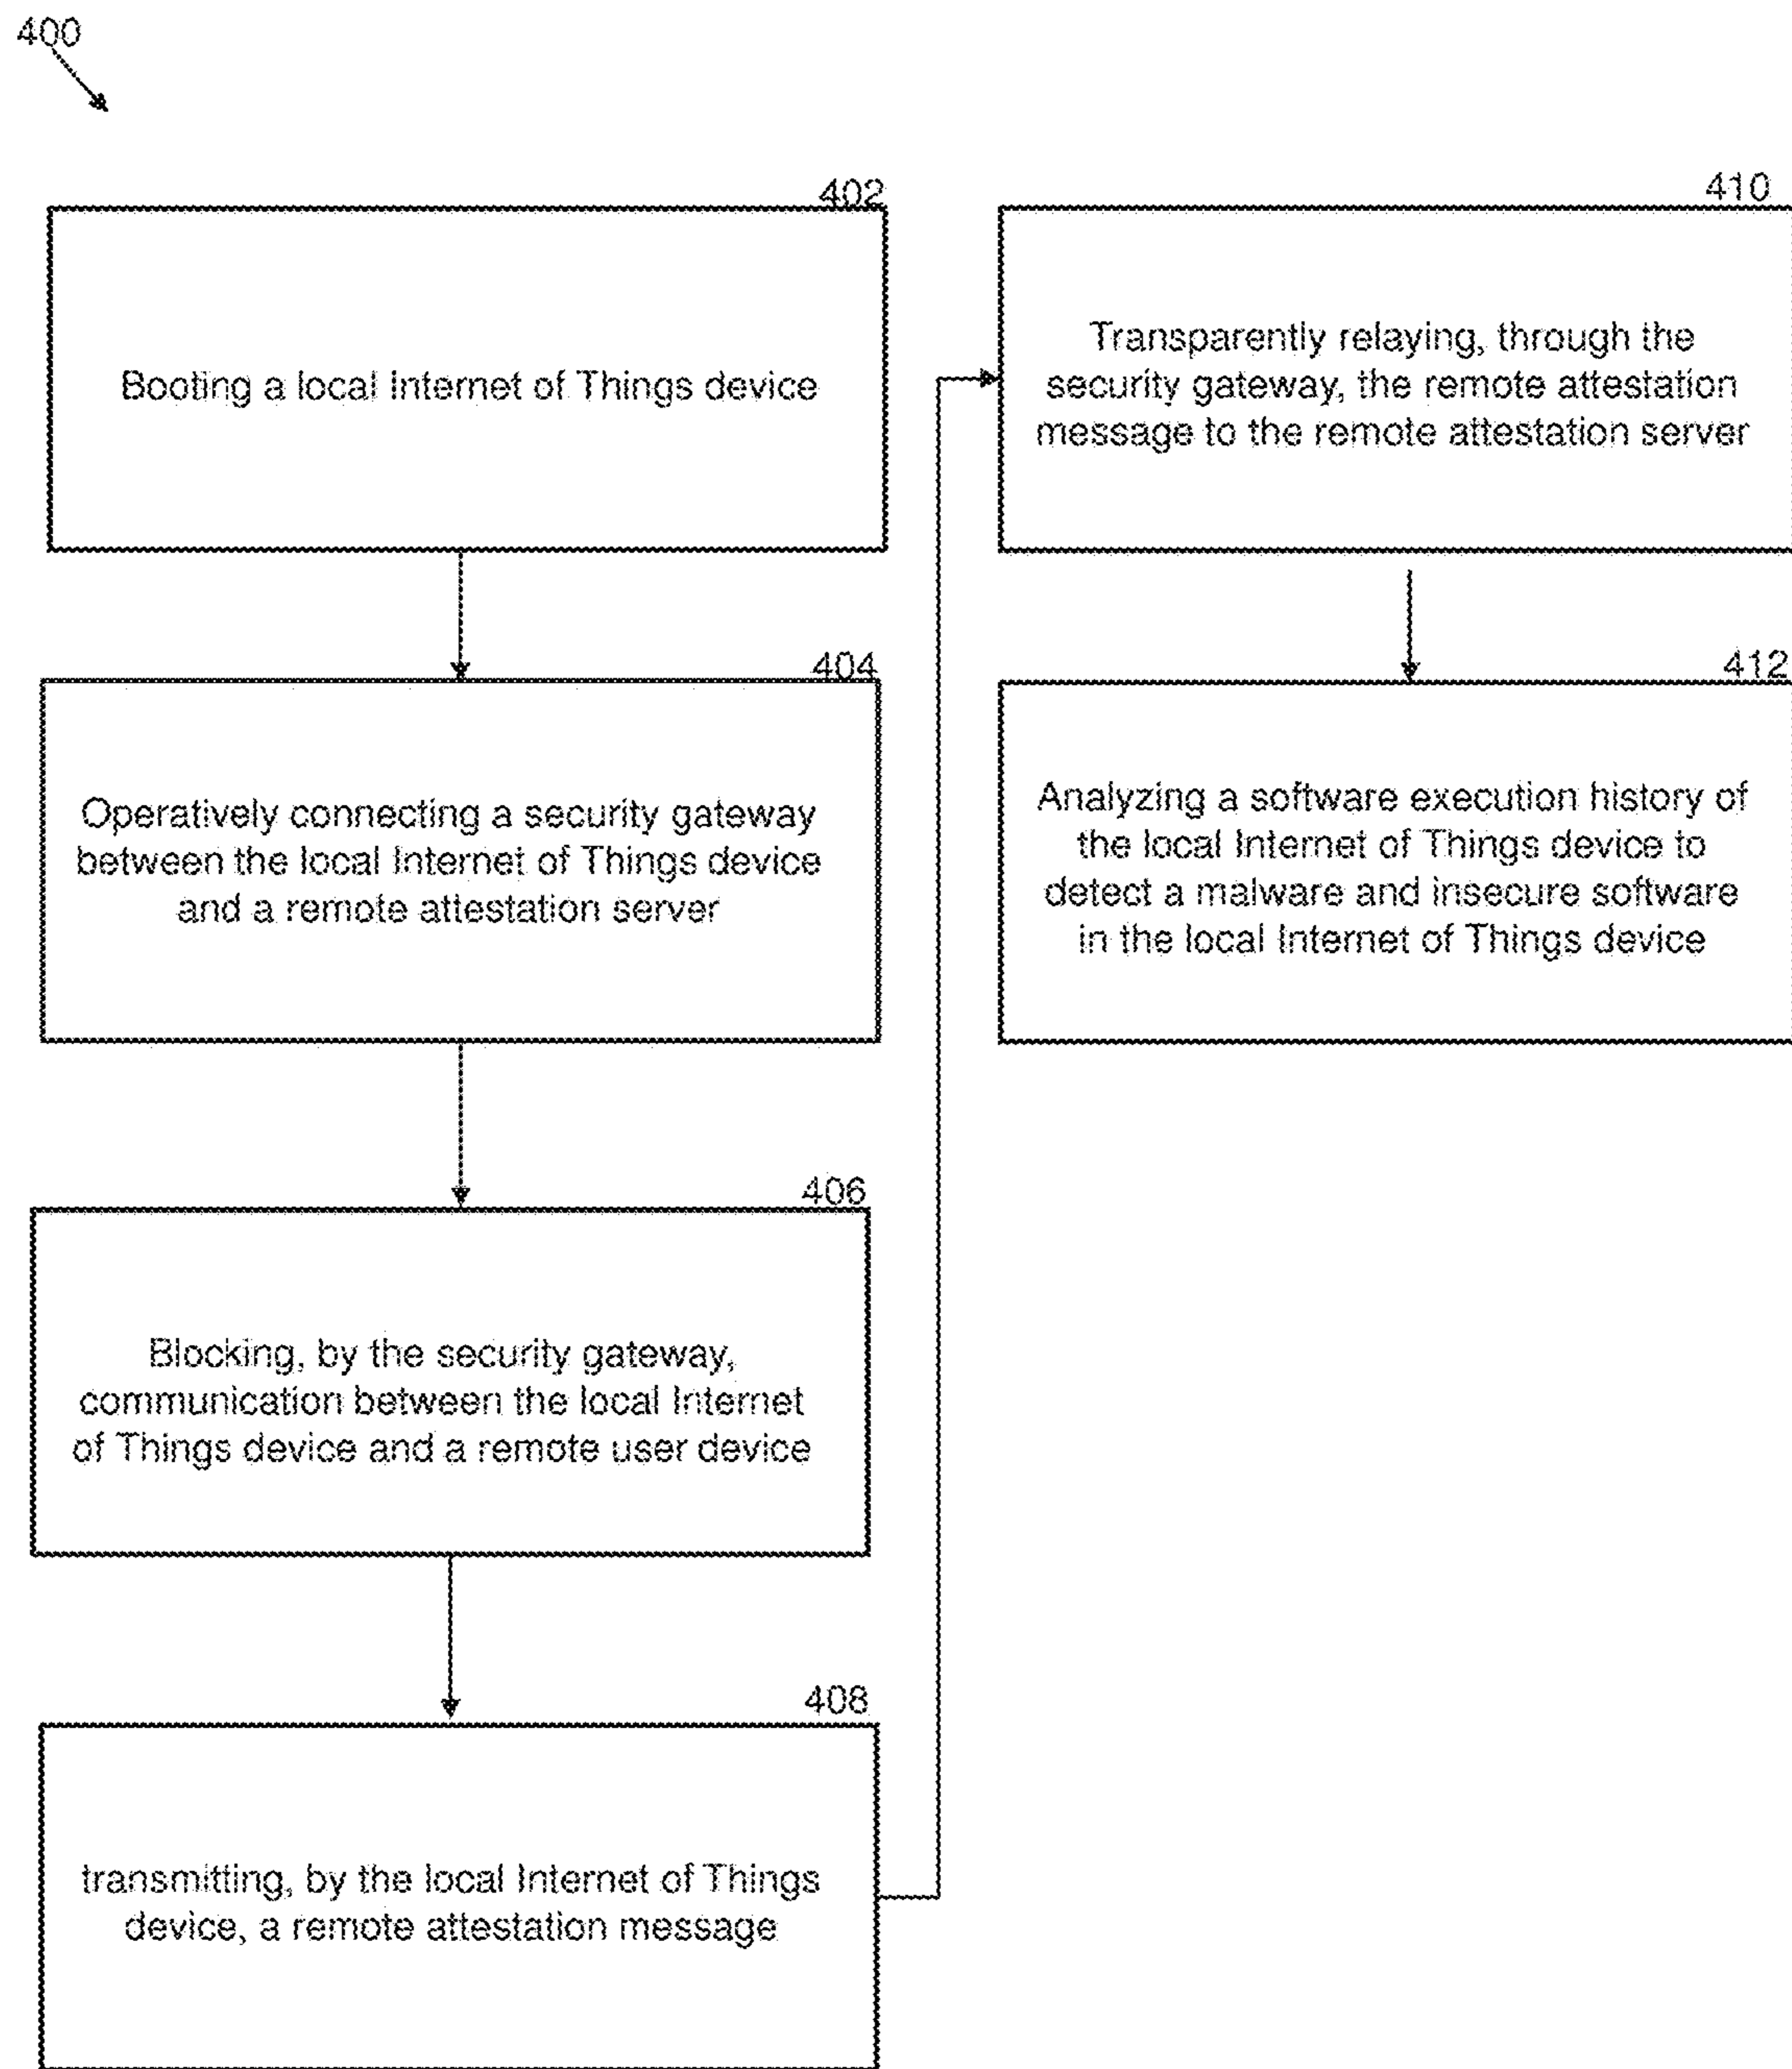 400
402
Booting a local Internet of Things device
404
Operatively connecting a security gateway
between the local Internet of Things device
and a remote attestation server
406
Blocking, by the security gateway,
communication between the local Internet
of Things device and a remote user device
408
transmitting, by the local Internet of Things
device, a remote attestation message
410
Transparently relaying, through the
security gateway, the remote attestation
message to the remote attestation server
412
Analyzing a software execution history of
the local Internet of Things device to
detect a malware and insecure software
in the local Internet of Things device